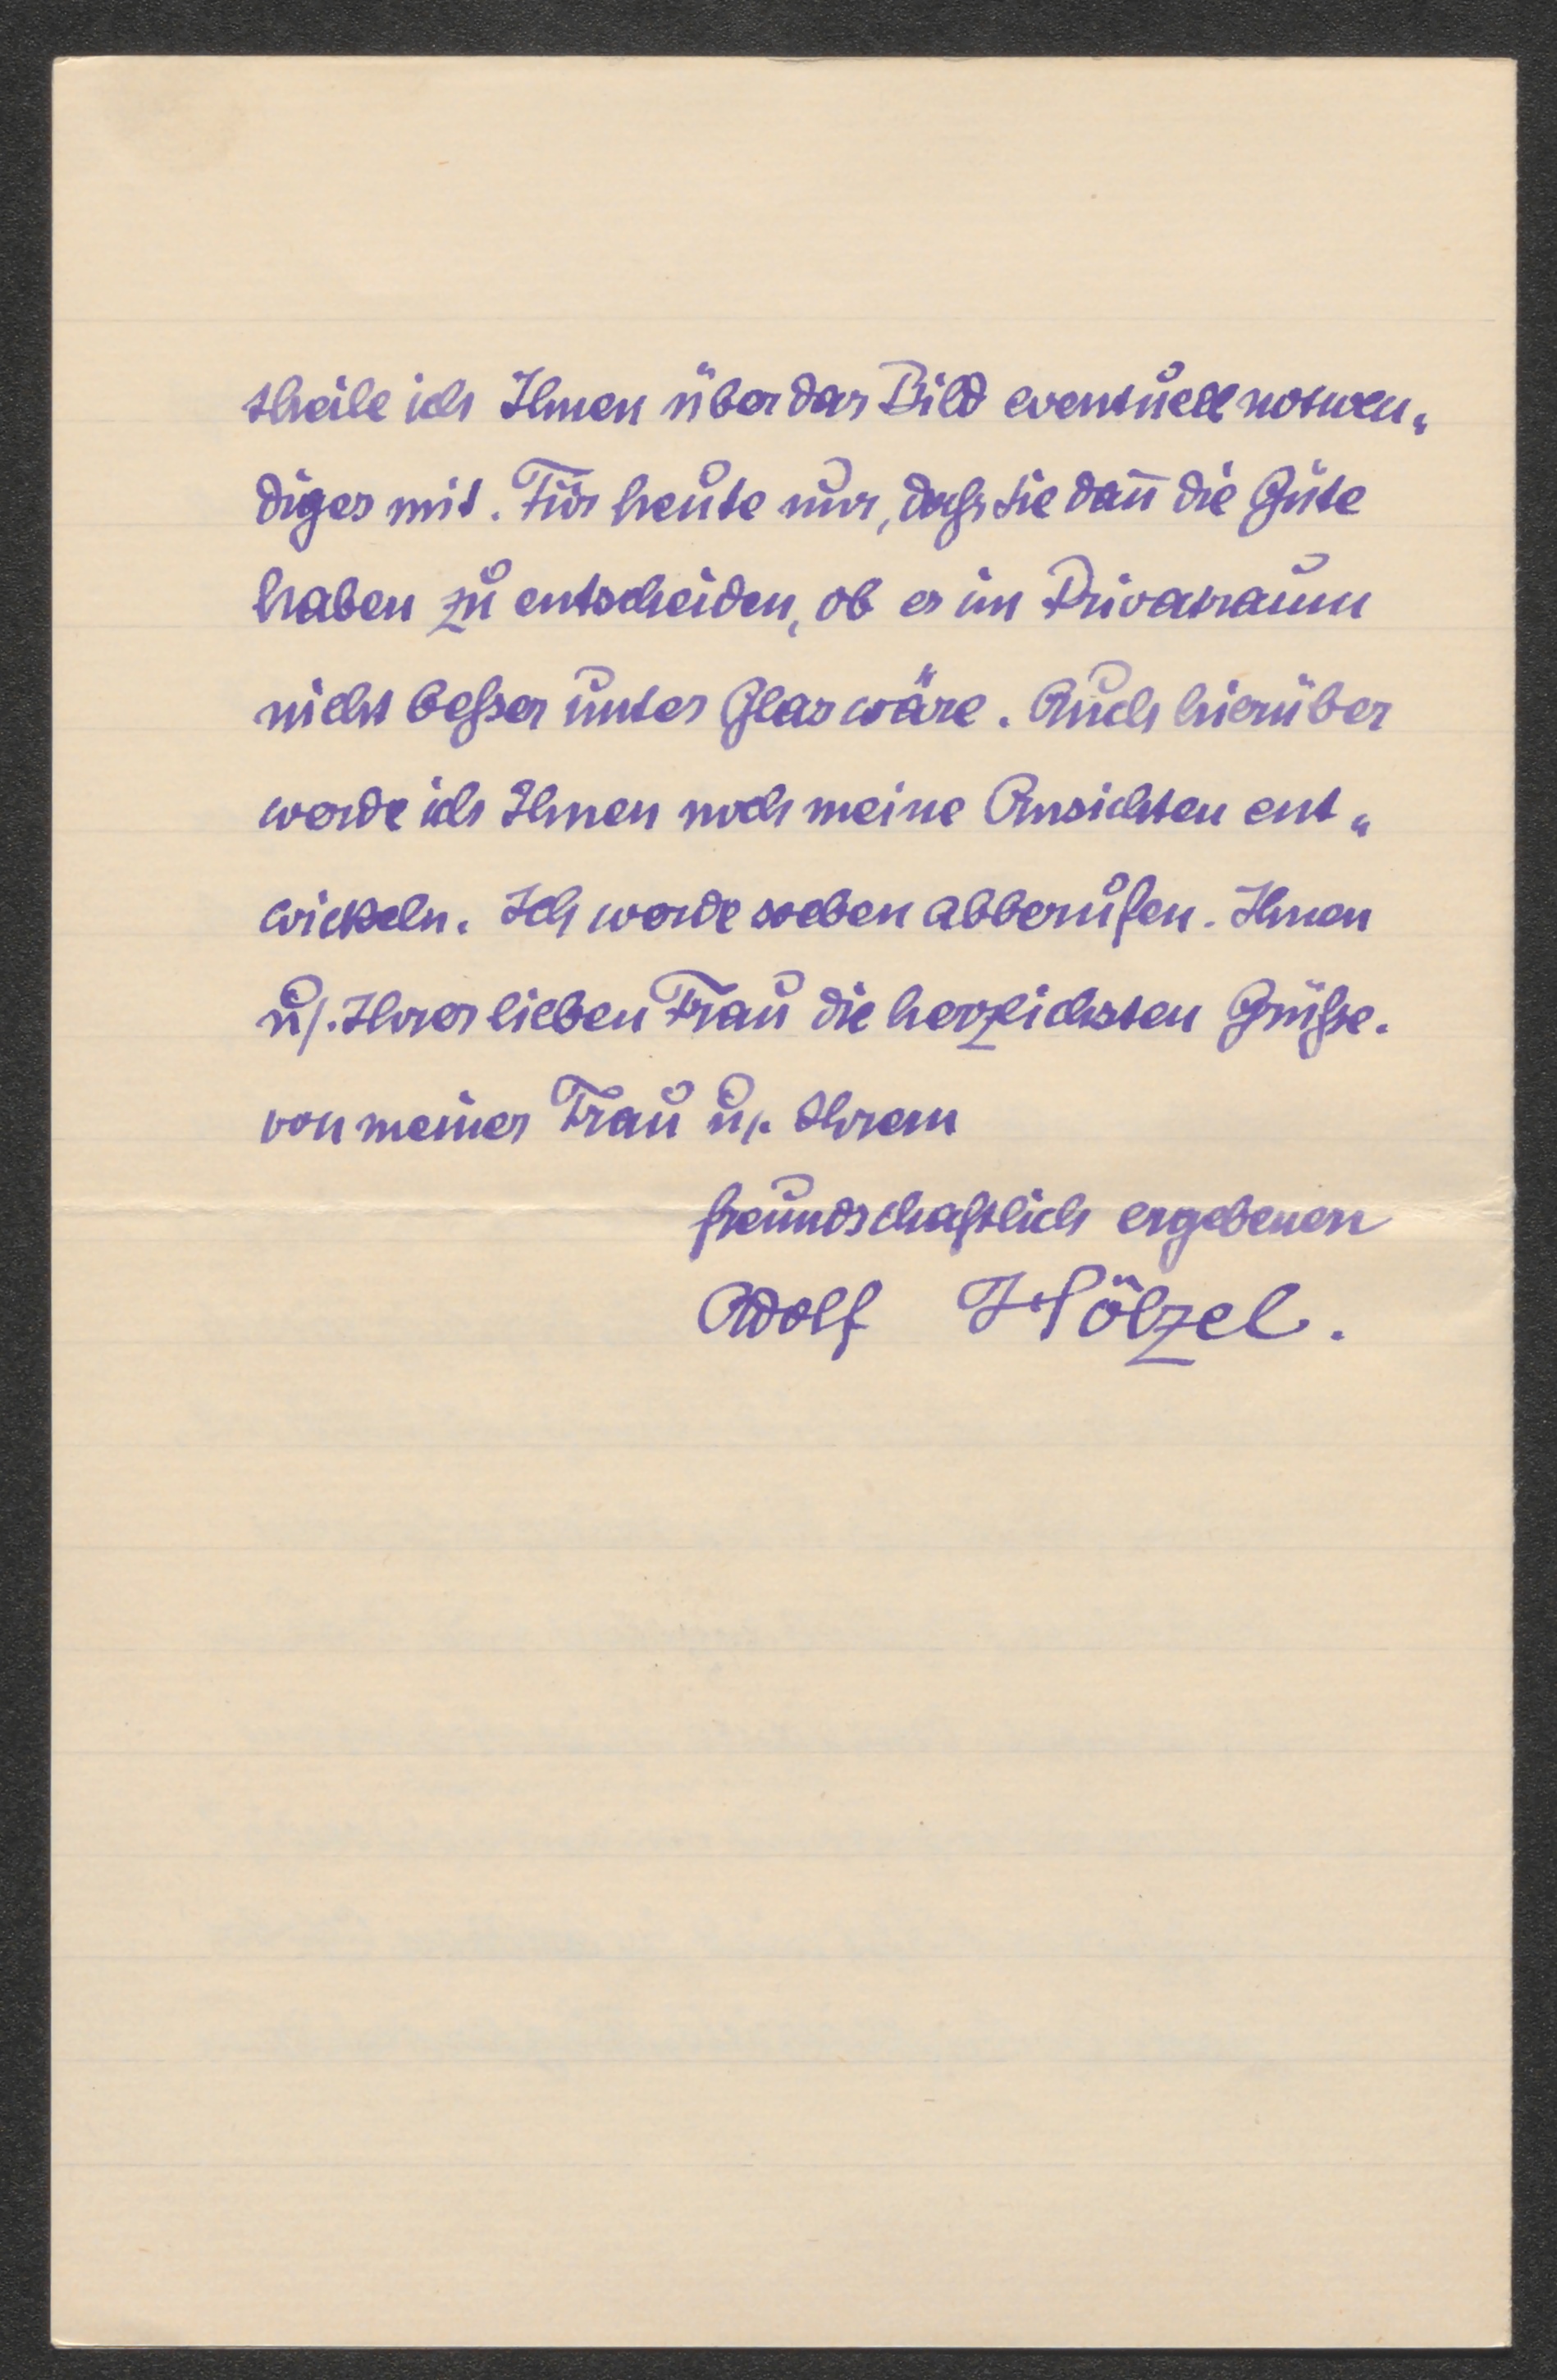 theile ich Ihnen über das Bild eventuell notwen„
diges mit. Für heute nur, daſs sie dañ die Güte
haben zu entscheiden, ob es im Privatraum
nicht beſser unter Glas wäre. Auch hierüber
werde ich Ihnen noch meine Ansichten ent„
wickeln. Ich werde soeben abberufen. Ihnen
u/. Ihrer lieben Frau die herzlichsten Grüſse.
von meiner Frau u/. Ihrem
freundschaftlich ergebenen
Adolf Hölzel.